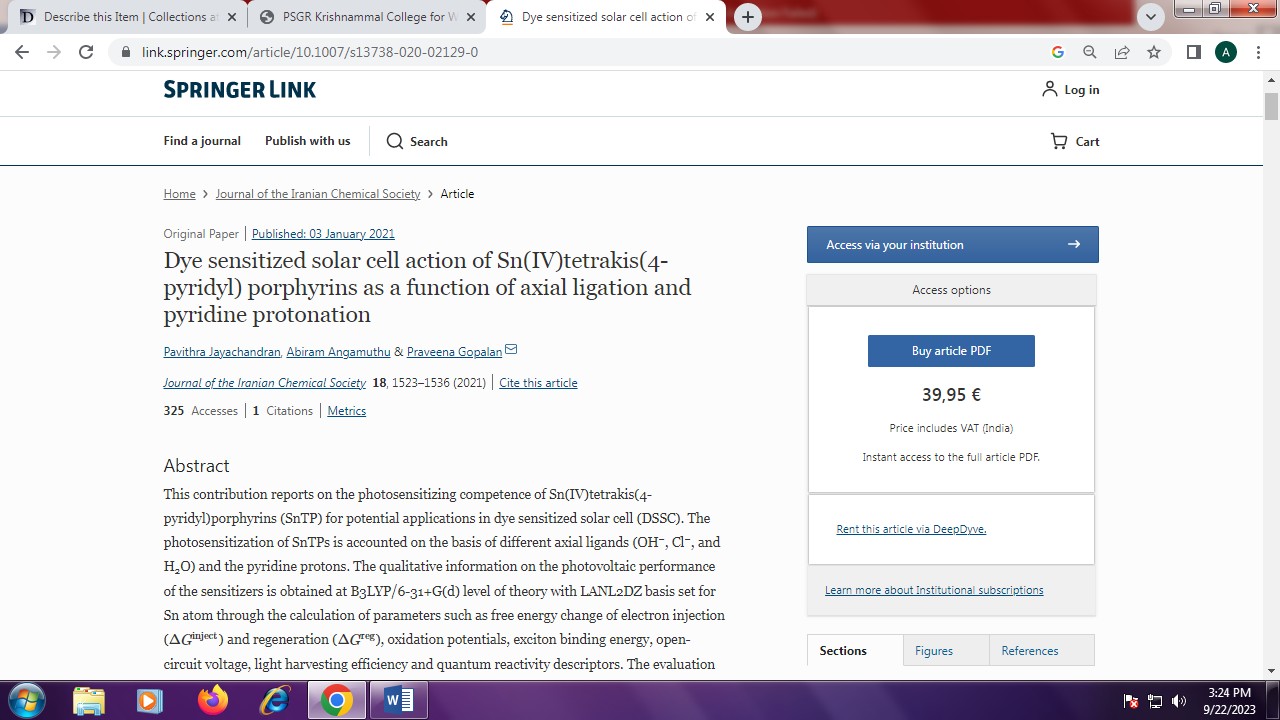 Describe this Item | Collections at
PSGR Krishnammal College for W
Dye sensitized solar cell action of
link.springer.com/article/10.1007/s13738-020-02129-0
A
SPRINGER LINK
Log in
Find a journal
Publish with us
Search
Cart
Home > Journal of the Iranian Chemical Society > Article
Original Paper | Published: 03 January 2021
Dye sensitized solar cell action of Sn(IV)tetrakis(4-
pyridyl) porphyrins as a function of axial ligation and
pyridine protonation
Pavithra Jayachandran, Abiram Angamuthu & Praveena Gopalan
Journal of the Iranian Chemical Society 18, 1523–1536 (2021) | Cite this article
325 Accesses | 1 Citations | Metrics
Abstract
This contribution reports on the photosensitizing competence of Sn(IV)tetrakis(4-
pyridyl)porphyrins (SnTP) for potential applications in dye sensitized solar cell (DSSC). The
photosensitization of SnTPs is accounted on the basis of different axial ligands (OH⁻, Cl⁻, and
H₂O) and the pyridine protons. The qualitative information on the photovoltaic performance
of the sensitizers is obtained at B3LYP/6-31+G(d) level of theory with LANL2DZ basis set for
Sn atom through the calculation of parameters such as free energy change of electron injection
(ΔGⁱⁿʲᵉᶜᵗ) and regeneration (ΔGʳᵉᵍ), oxidation potentials, exciton binding energy, open-
circuit voltage, light harvesting efficiency and quantum reactivity descriptors. The evaluation
Access via your institution →
Access options
Buy article PDF
39,95 €
Price includes VAT (India)
Instant access to the full article PDF.
Rent this article via DeepDyve.
Learn more about Institutional subscriptions
Sections
Figures
References
3:24 PM
9/22/2023